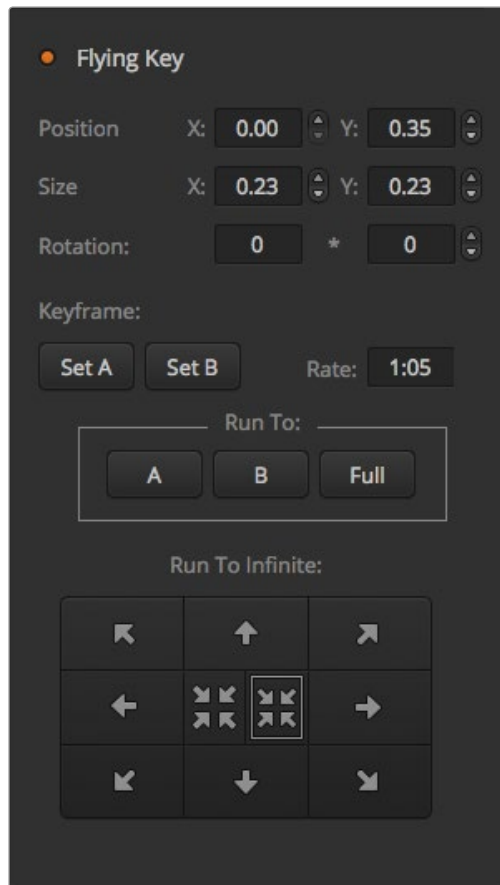 Flying Key
Position X: 0.00 Y: 0.35
Size X: 0.23 Y: 0.23
Rotation: 0 * 0
Keyframe:
Set A Set B Rate: 1:05
Run To:
A B Full
Run To Infinite: